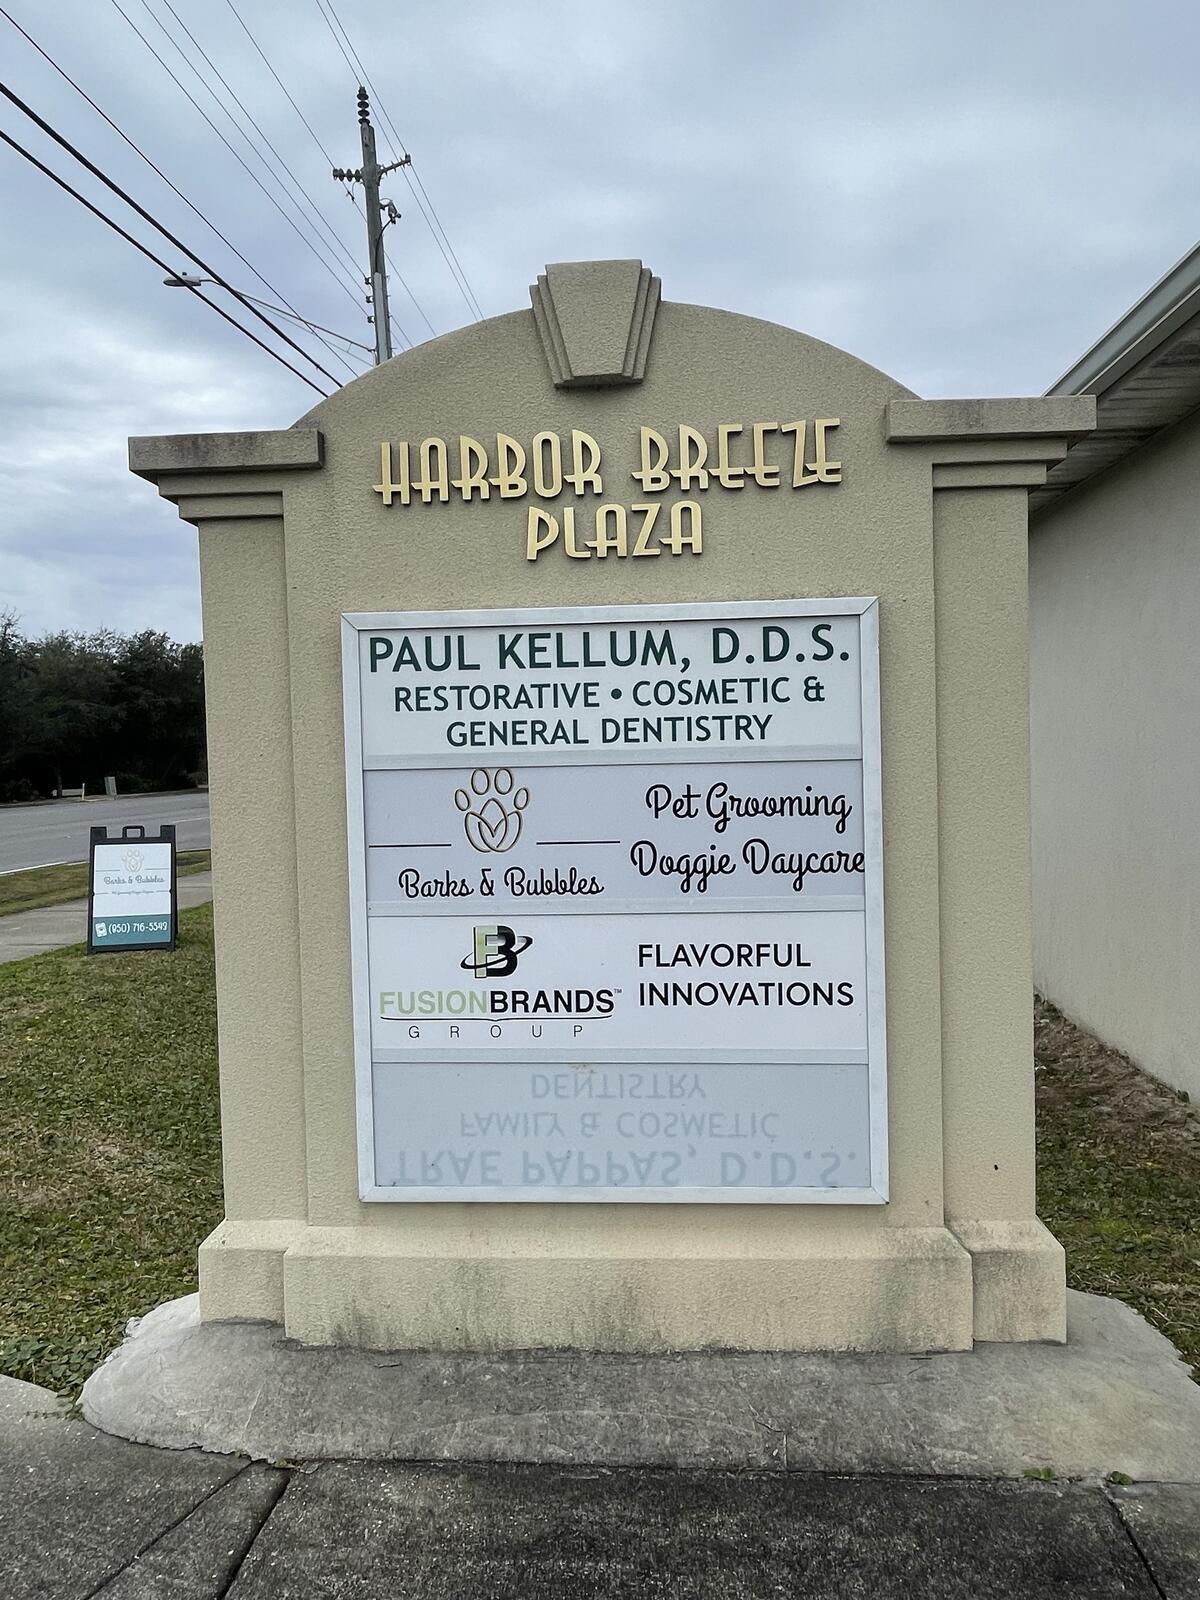 HARBOR BREEZE
PLAZA
PAUL KELLUM, D.D.S.
RESTORATIVE • COSMETIC &
GENERAL DENTISTRY
Barks & Bubbles
Pet Grooming
Doggie Daycare
FB
FUSIONBRANDS™
GROUP
FLAVORFUL
INNOVATIONS
DENTISTRY
FAMILY & COSMETIC
TRAE PAPPAS, D.D.S.
Barks & Bubbles
(850) 716-5549